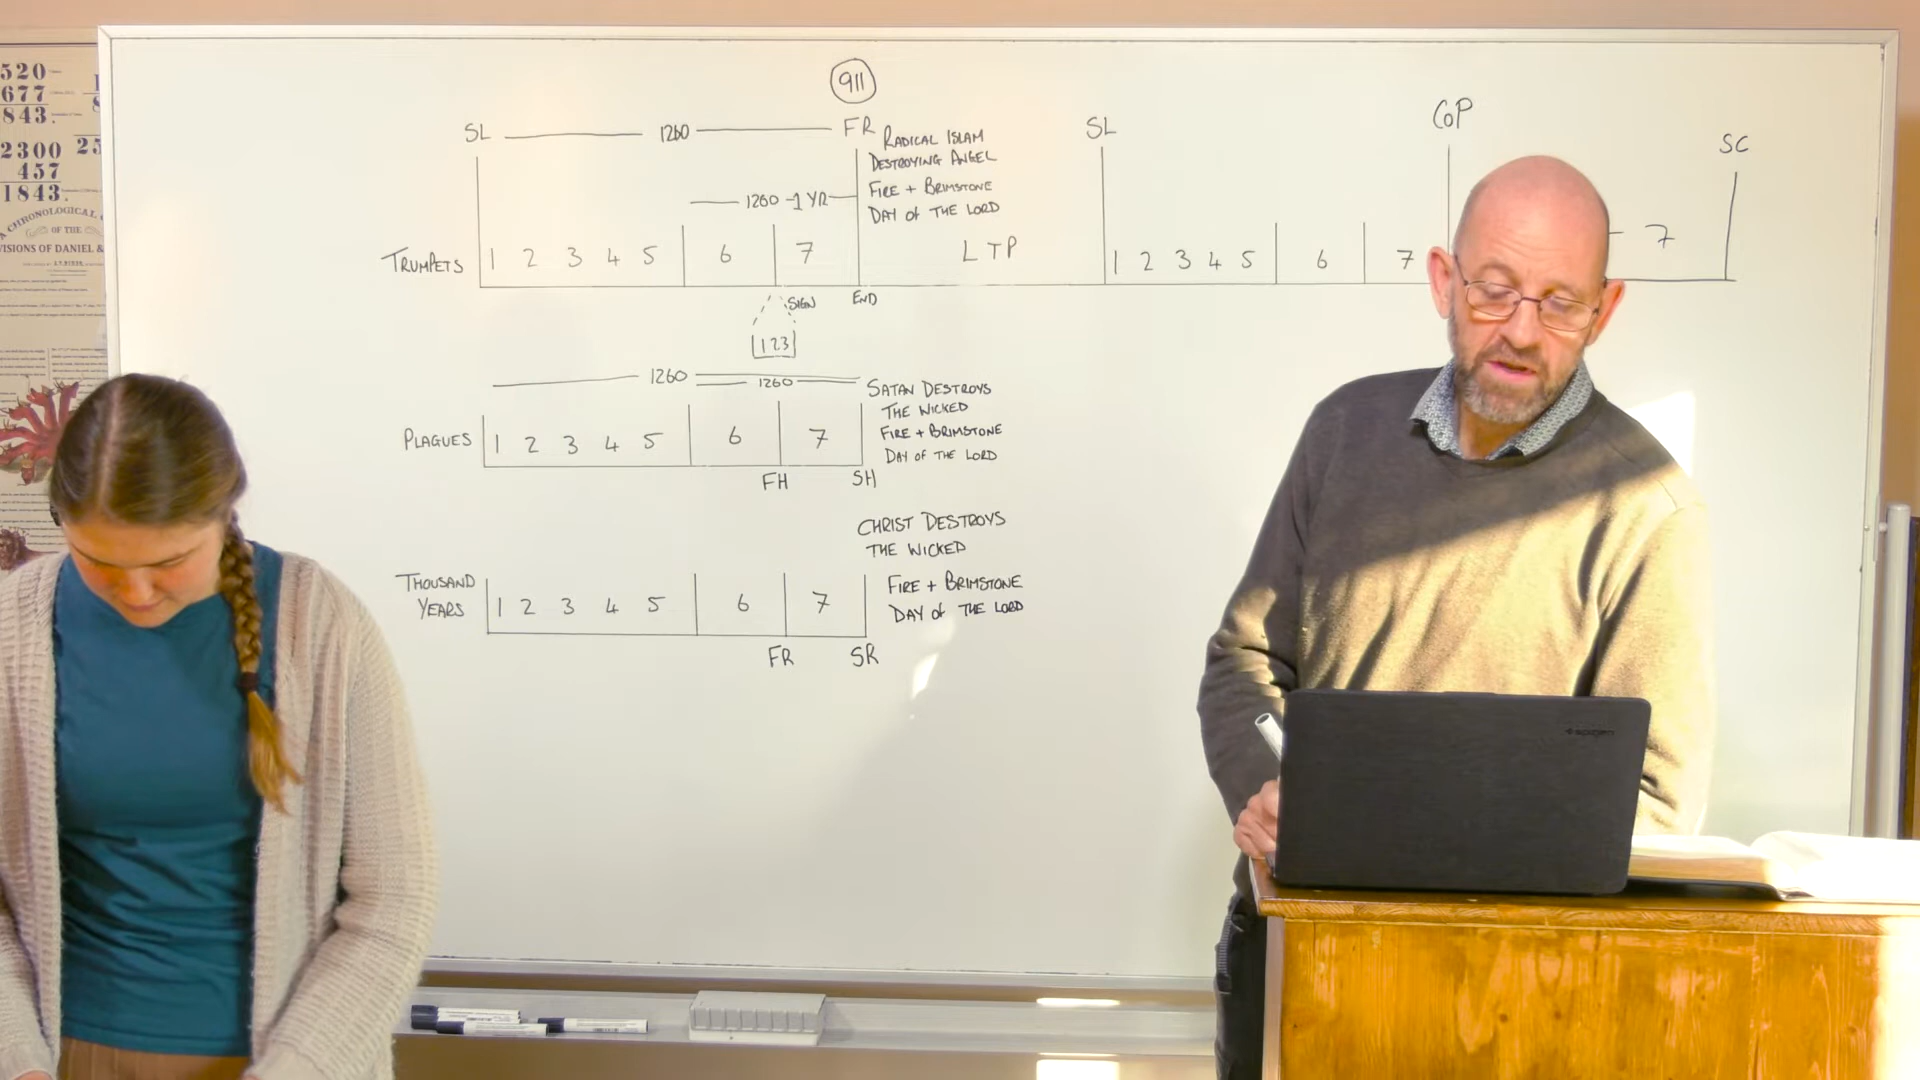 520
677
843.
2300
457
1843.
25
A CHRONOLOGICAL
OF THE
VISIONS OF DANIEL &
911
SL 1260 FR
RADICAL ISLAM
DESTROYING ANGEL
FIRE + BRIMSTONE
DAY of THE LORD
1260 -1 YR
TRUMPETS 1 2 3 4 5 6 7
SIGN END
123
LTP
SL CoP SC
1 2 3 4 5 6 7 7
1260 1260
SATAN DESTROYS
THE WICKED
FIRE + BRIMSTONE
DAY OF THE LORD
PLAGUES 1 2 3 4 5 6 7
FH SH
CHRIST DESTROYS
THE WICKED
FIRE + BRIMSTONE
DAY of THE LORD
THOUSAND
YEARS 1 2 3 4 5 6 7
FR SR
spigen